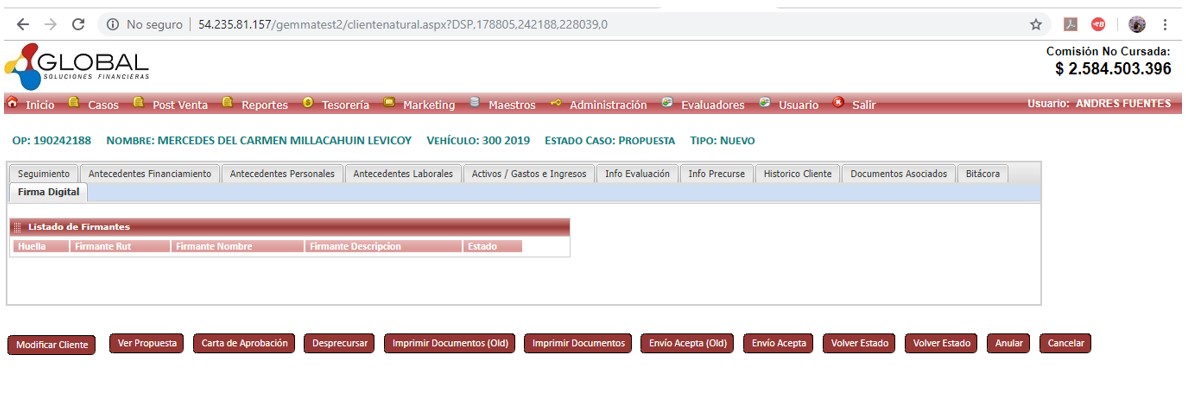 No seguro | 54.235.81.157/gemmatest2/clientenatural.aspx?DSP,178805,242188,228039,0
GLOBAL
SOLUCIONES FINANCIERAS
Comisión No Cursada:
$ 2.584.503.396
Inicio Casos Post Venta Reportes Tesorería Marketing Maestros Administración Evaluadores Usuario Salir Usuario: ANDRES FUENTES
OP: 190242188 NOMBRE: MERCEDES DEL CARMEN MILLACAHUIN LEVICOY VEHÍCULO: 300 2019 ESTADO CASO: PROPUESTA TIPO: NUEVO
Seguimiento Antecedentes Financiamiento Antecedentes Personales Antecedentes Laborales Activos / Gastos e Ingresos Info Evaluación Info Precurse Historico Cliente Documentos Asociados Bitácora
Firma Digital
Listado de Firmantes
Huella Firmante Rut Firmante Nombre Firmante Descripcion Estado
Modificar Cliente Ver Propuesta Carta de Aprobación Desprecursar Imprimir Documentos (Old) Imprimir Documentos Envío Acepta (Old) Envío Acepta Volver Estado Volver Estado Anular Cancelar